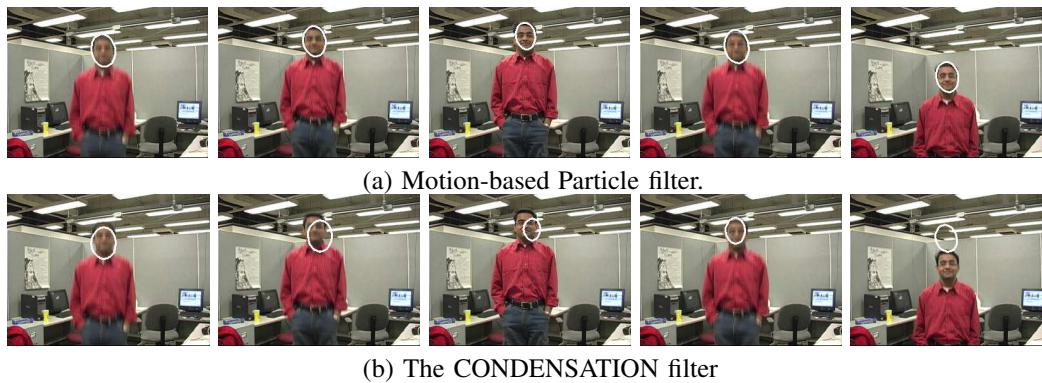 (a) Motion-based Particle filter.
(b) The CONDENSATION filter